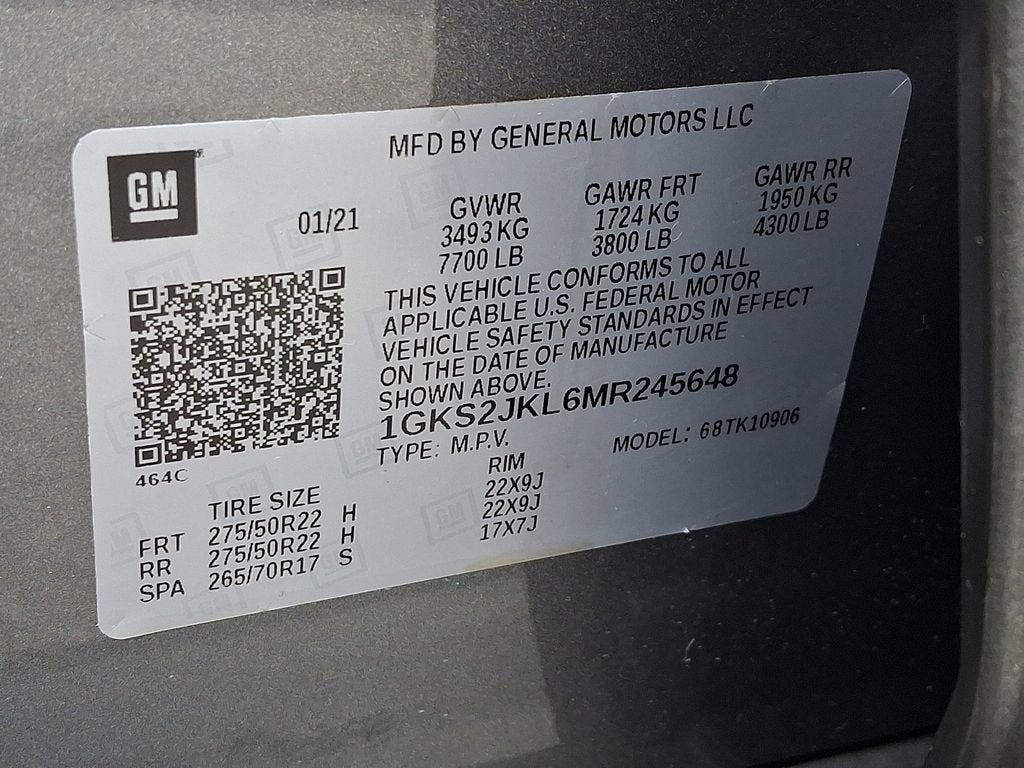 MFD BY GENERAL MOTORS LLC
GM
01/21
GVWR GAWR FRT GAWR RR
3493 KG 1724 KG 1950 KG
7700 LB 3800 LB 4300 LB
THIS VEHICLE CONFORMS TO ALL
APPLICABLE U.S. FEDERAL MOTOR
VEHICLE SAFETY STANDARDS IN EFFECT
ON THE DATE OF MANUFACTURE
SHOWN ABOVE.
1GKS2JKL6MR245648
TYPE: M.P.V. MODEL: 68TK10906
464C
TIRE SIZE RIM
FRT 275/50R22 H 22X9J
RR 275/50R22 H 22X9J
SPA 265/70R17 S 17X7J